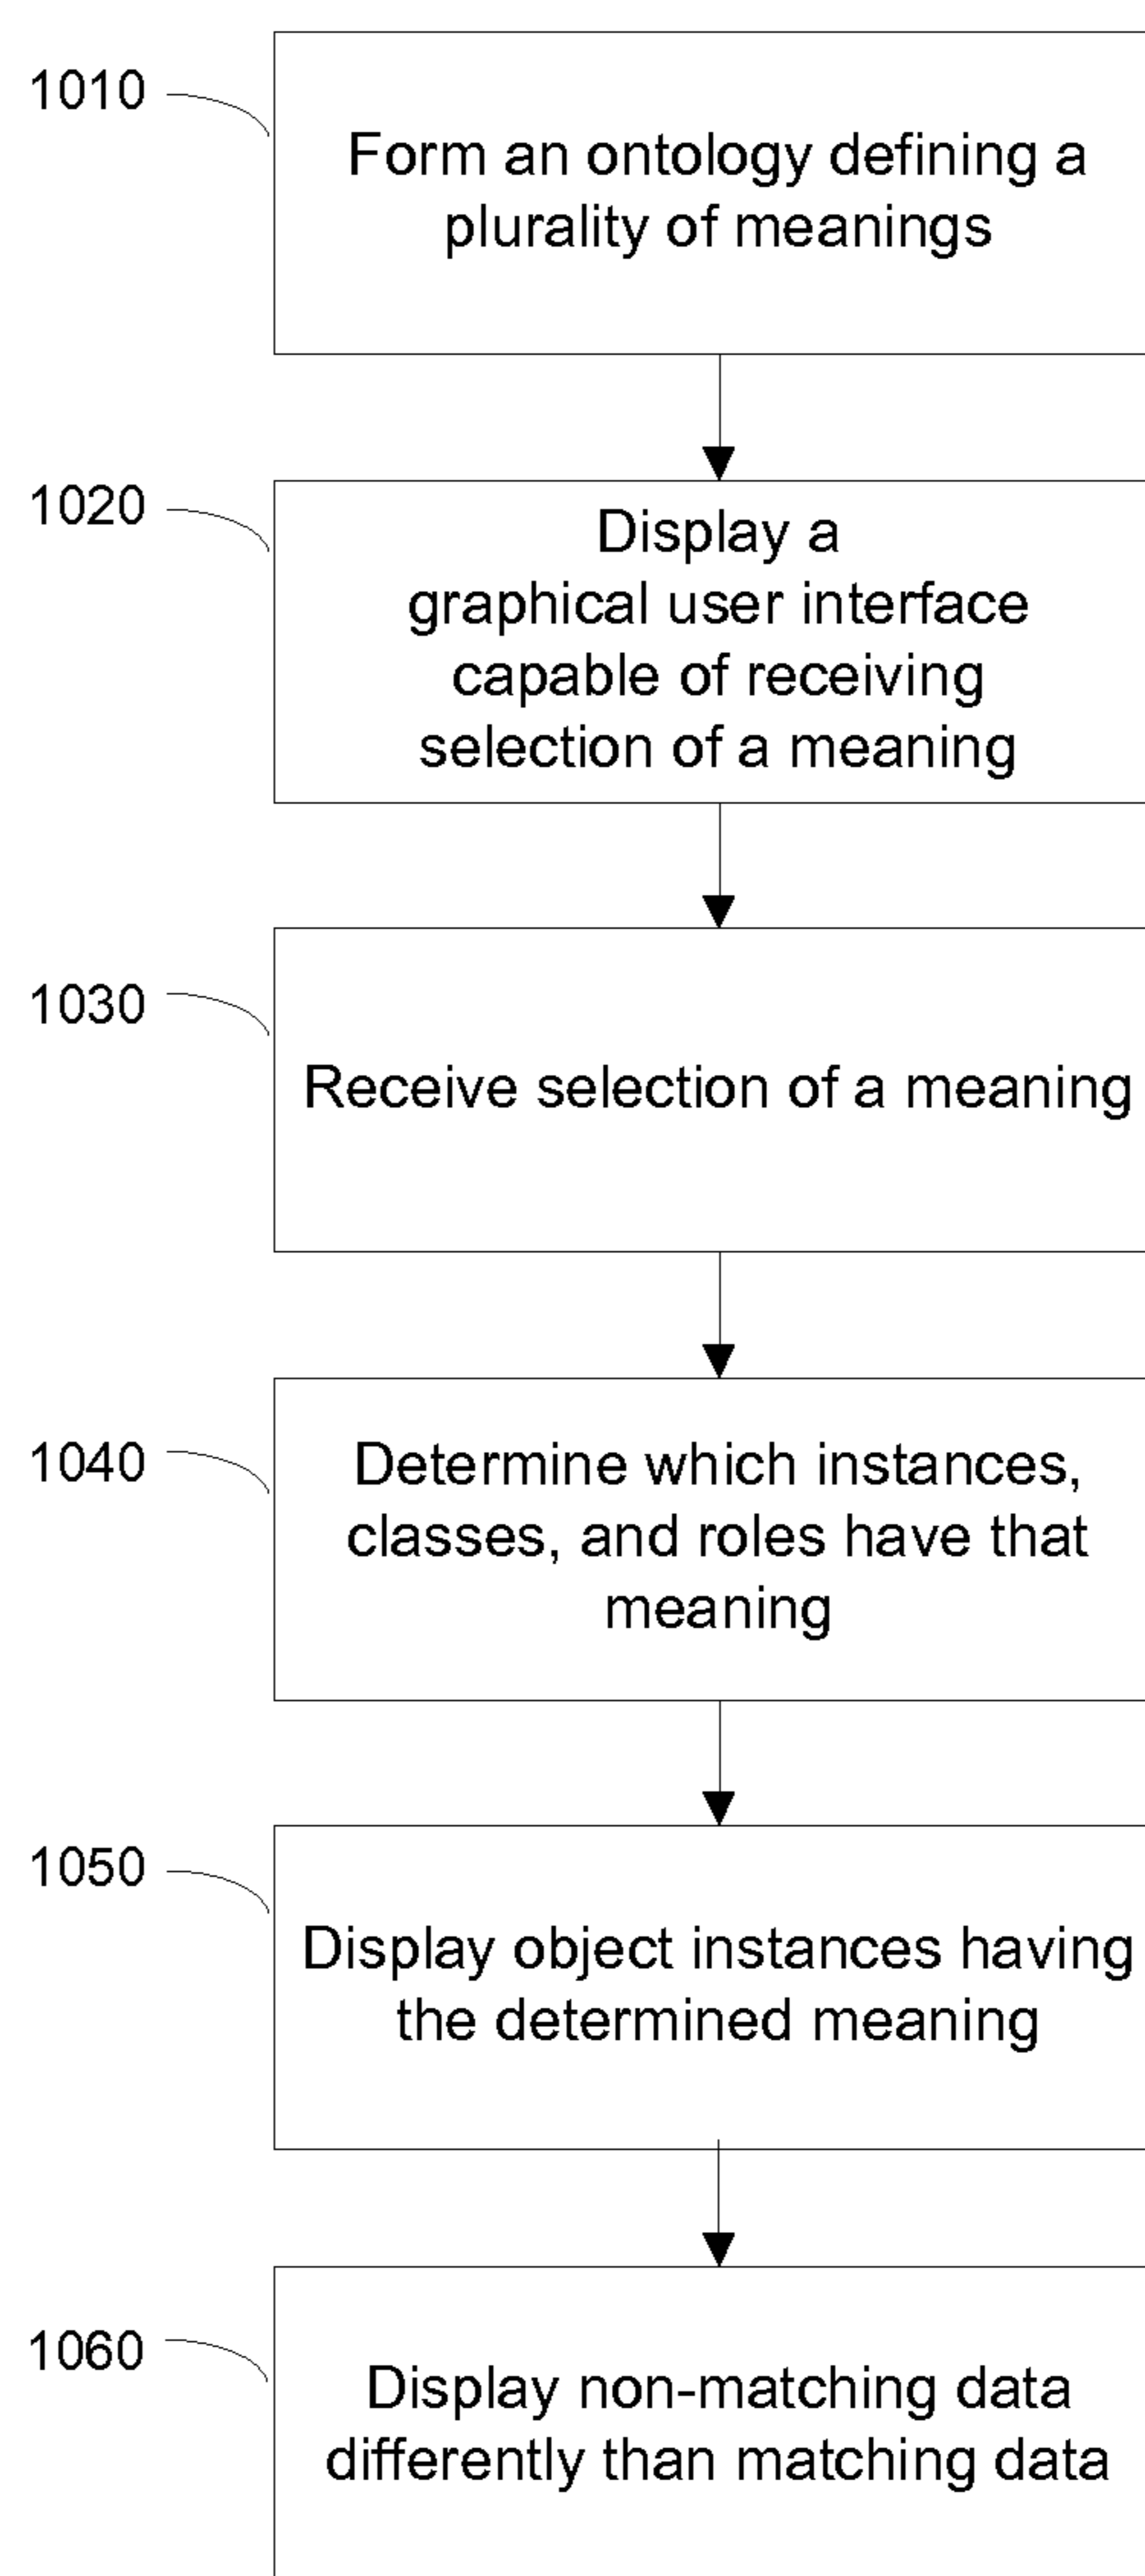 1010
Form an ontology defining a
plurality of meanings
1020
Display a
graphical user interface
capable of receiving
selection of a meaning
1030
Receive selection of a meaning
1040
Determine which instances,
classes, and roles have that
meaning
1050
Display object instances having
the determined meaning
1060
Display non-matching data
differently than matching data